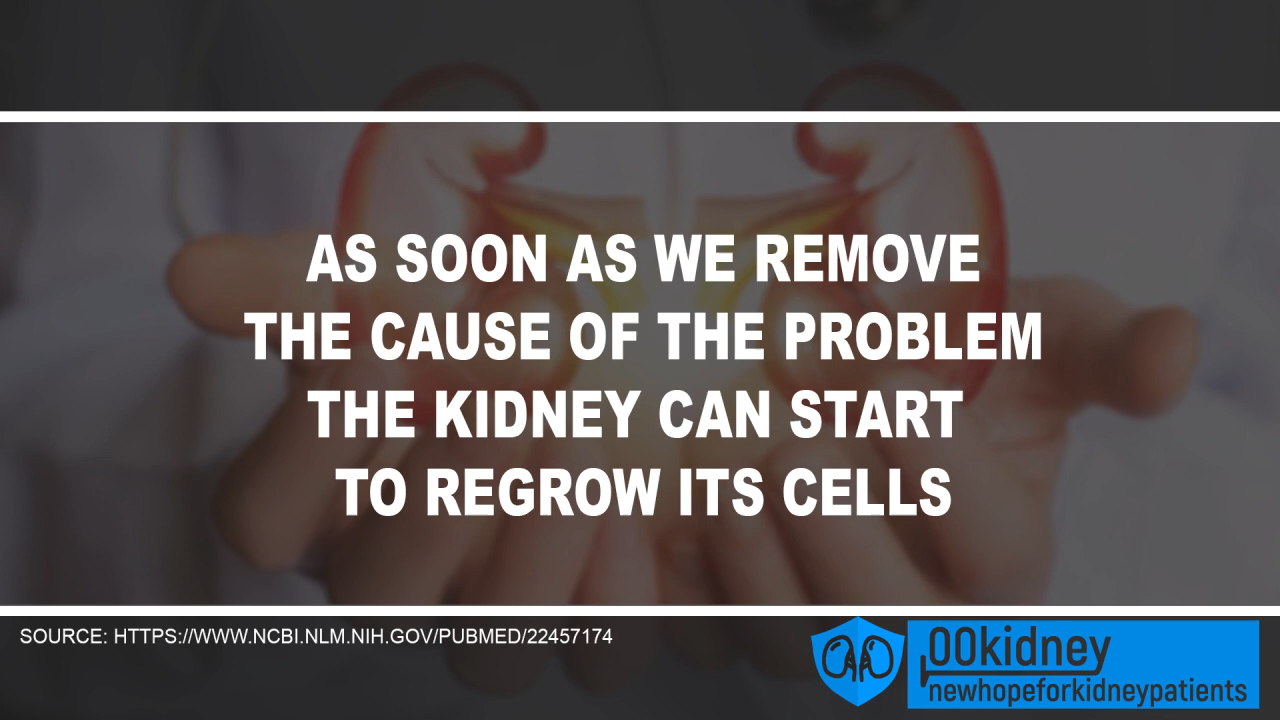 AS SOON AS WE REMOVE
THE CAUSE OF THE PROBLEM
THE KIDNEY CAN START
TO REGROW ITS CELLS
SOURCE: HTTPS://WWW.NCBI.NLM.NIH.GOV/PUBMED/22457174
00kidney
newhopeforkidneypatients